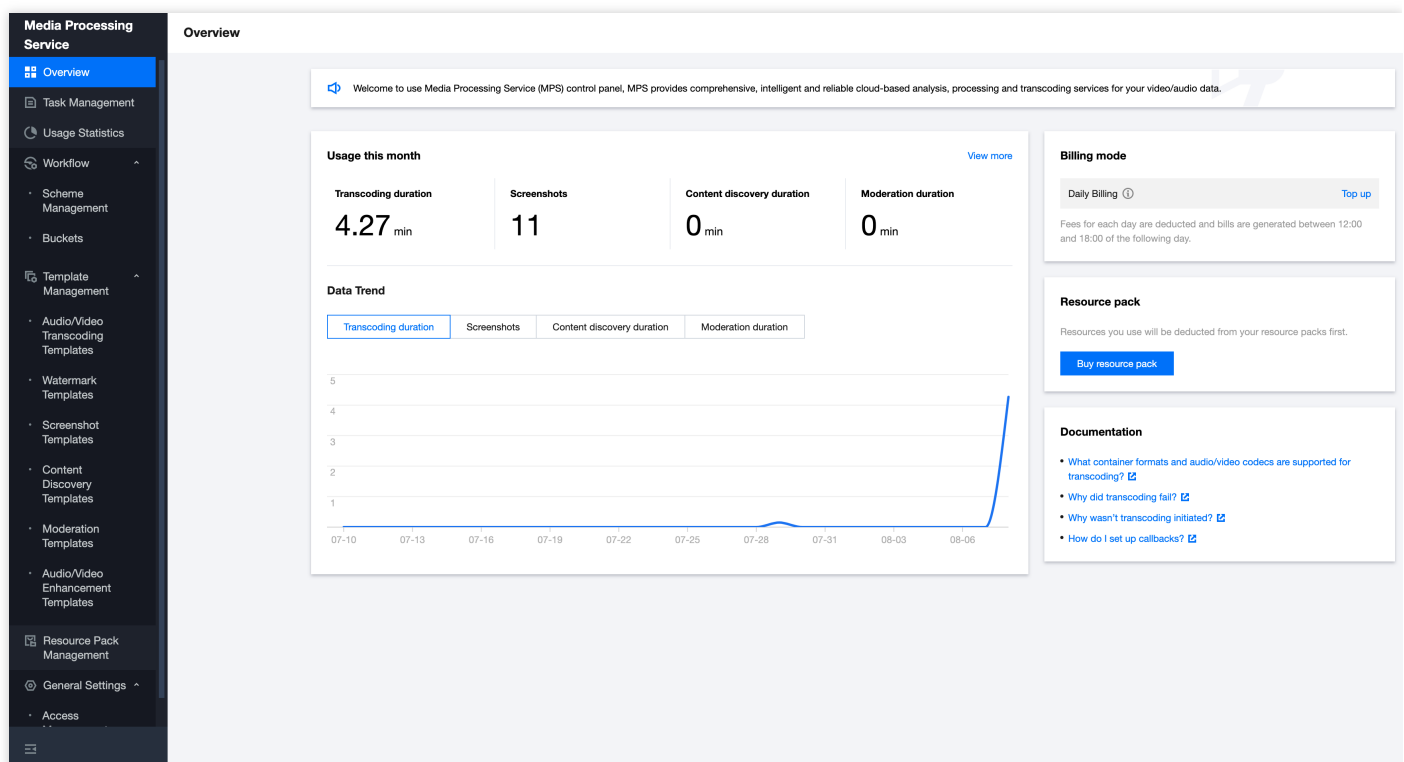 Media Processing
Service
Overview
Task Management
Usage Statistics
Workflow
Scheme
Management
Buckets
Template
Management
Audio/Video
Transcoding
Templates
Watermark
Templates
Screenshot
Templates
Content
Discovery
Templates
Moderation
Templates
Audio/Video
Enhancement
Templates
Resource Pack
Management
General Settings
Access
Overview
Welcome to use Media Processing Service (MPS) control panel, MPS provides comprehensive, intelligent and reliable cloud-based analysis, processing and transcoding services for your video/audio data.
Usage this month
View more
Transcoding duration
4.27 min
Screenshots
11
Content discovery duration
0 min
Moderation duration
0 min
Data Trend
Transcoding duration Screenshots Content discovery duration Moderation duration
5
4
3
2
1
07-10 07-13 07-16 07-19 07-22 07-25 07-28 07-31 08-03 08-06
Billing mode
Daily Billing
Top up
Fees for each day are deducted and bills are generated between 12:00
and 18:00 of the following day.
Resource pack
Resources you use will be deducted from your resource packs first.
Buy resource pack
Documentation
What container formats and audio/video codecs are supported for
transcoding?
Why did transcoding fail?
Why wasn't transcoding initiated?
How do I set up callbacks?